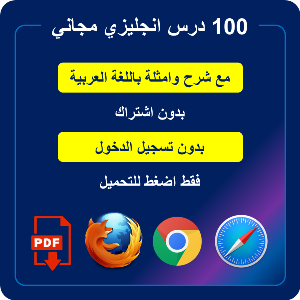 100 درس انجليزي مجاني
مع شرح وامثلة باللغة العربية
بدون اشتراك
بدون تسجيل الدخول
فقط اضغط للتحميل
PDF